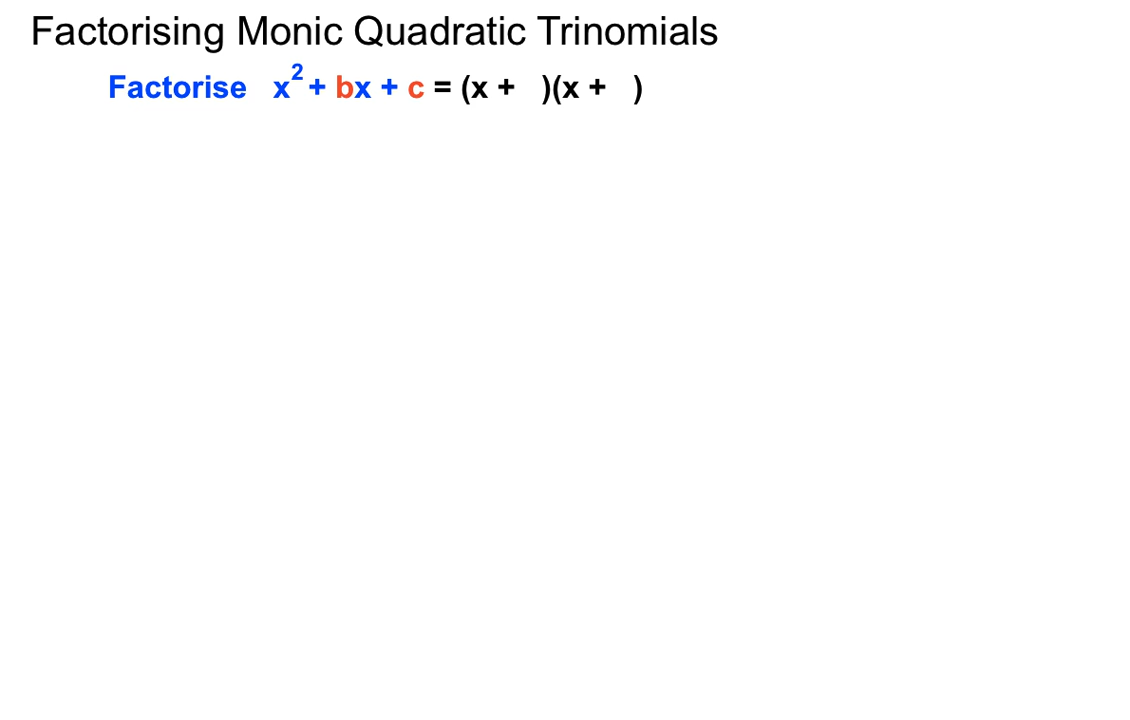 Factorising Monic Quadratic Trinomials
Factorise x² + bx + c = (x + )(x + )